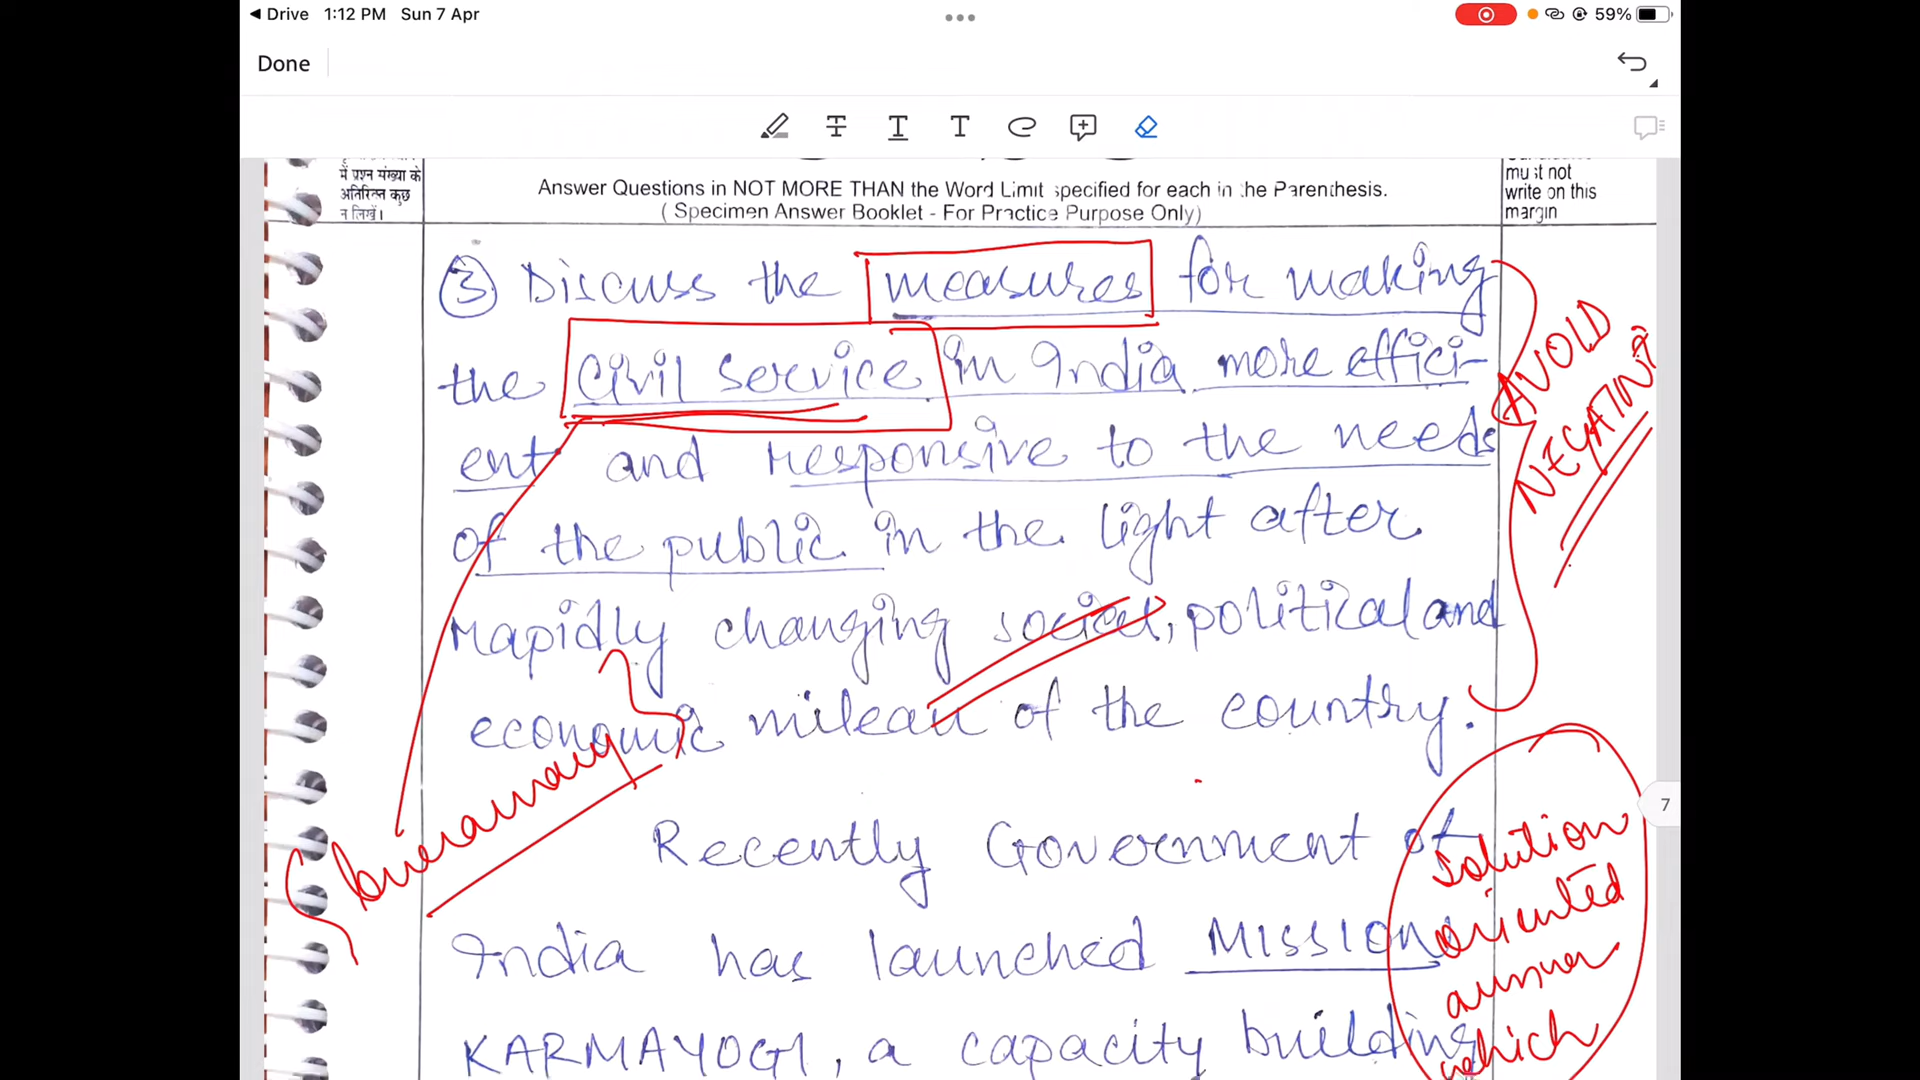 Drive 1:12 PM Sun 7 Apr
59%
Done
में प्रश्न संख्या के
अतिरिक्त कुछ
न लिखें।
Answer Questions in NOT MORE THAN the Word Limit specified for each in the Parenthesis.
( Specimen Answer Booklet - For Practice Purpose Only)
must not
write on this
margin
3 Discuss the measures for making
the civil service in India more effici-
ent and responsive to the needs
of the public in the light after
rapidly changing social, political and
economic mileau of the country.
AVOID
NEGATIVE
Recently Government of
India has launched MISSION
KARMAYOGI, a capacity building
solution
oriented
answer
which
7